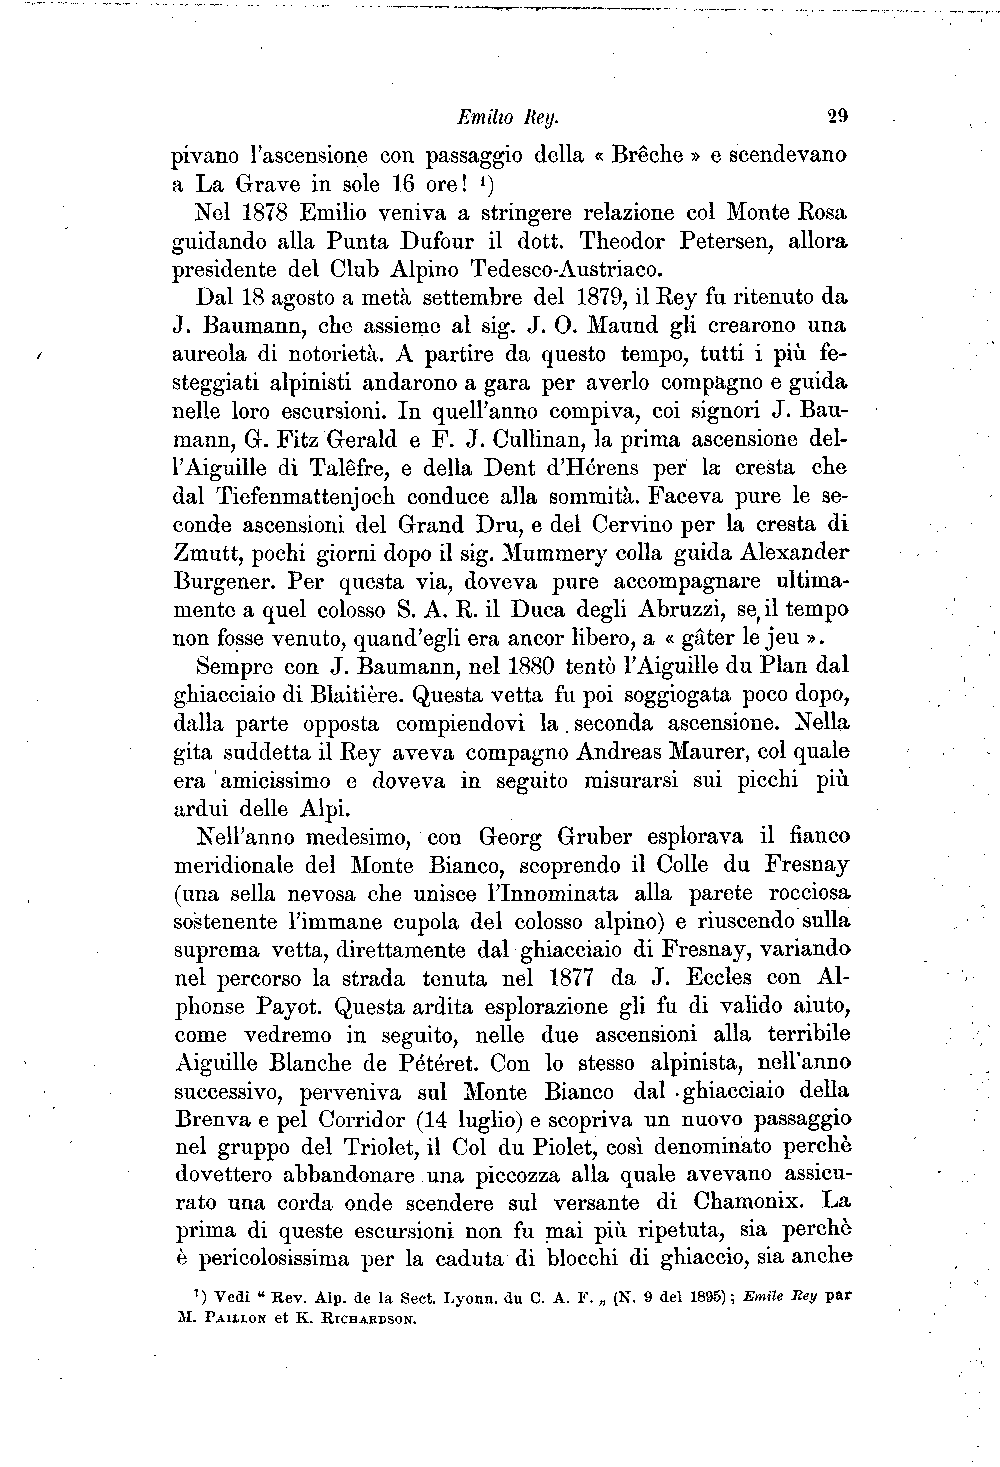 Emilio Rey. 29
pivano l'ascensione con passaggio della « Brêche » e scendevano
a La Grave in sole 16 ore! ¹)
Nel 1878 Emilio veniva a stringere relazione col Monte Rosa
guidando alla Punta Dufour il dott. Theodor Petersen, allora
presidente del Club Alpino Tedesco-Austriaco.
Dal 18 agosto a metà settembre del 1879, il Rey fu ritenuto da
J. Baumann, che assieme al sig. J. O. Maund gli crearono una
aureola di notorietà. A partire da questo tempo, tutti i più fe-
steggiati alpinisti andarono a gara per averlo compagno e guida
nelle loro escursioni. In quell'anno compiva, coi signori J. Bau-
mann, G. Fitz Gerald e F. J. Cullinan, la prima ascensione del-
l'Aiguille di Talêfre, e della Dent d'Hérens per la cresta che
dal Tiefenmattenjoch conduce alla sommità. Faceva pure le se-
conde ascensioni del Grand Dru, e del Cervino per la cresta di
Zmutt, pochi giorni dopo il sig. Mummery colla guida Alexander
Burgener. Per questa via, doveva pure accompagnare ultima-
mente a quel colosso S. A. R. il Duca degli Abruzzi, se, il tempo
non fosse venuto, quand'egli era ancor libero, a « gâter le jeu ».
Sempre con J. Baumann, nel 1880 tentò l'Aiguille du Plan dal
ghiacciaio di Blaitière. Questa vetta fu poi soggiogata poco dopo,
dalla parte opposta compiendovi la seconda ascensione. Nella
gita suddetta il Rey aveva compagno Andreas Maurer, col quale
era amicissimo e doveva in seguito misurarsi sui picchi più
ardui delle Alpi.
Nell'anno medesimo, con Georg Gruber esplorava il fianco
meridionale del Monte Bianco, scoprendo il Colle du Fresnay
(una sella nevosa che unisce l'Innominata alla parete rocciosa
sostenente l'immane cupola del colosso alpino) e riuscendo sulla
suprema vetta, direttamente dal ghiacciaio di Fresnay, variando
nel percorso la strada tenuta nel 1877 da J. Eccles con Al-
phonse Payot. Questa ardita esplorazione gli fu di valido aiuto,
come vedremo in seguito, nelle due ascensioni alla terribile
Aiguille Blanche de Pétéret. Con lo stesso alpinista, nell'anno
successivo, perveniva sul Monte Bianco dal ghiacciaio della
Brenva e pel Corridor (14 luglio) e scopriva un nuovo passaggio
nel gruppo del Triolet, il Col du Piolet, così denominato perchè
dovettero abbandonare una piccozza alla quale avevano assicu-
rato una corda onde scendere sul versante di Chamonix. La
prima di queste escursioni non fu mai più ripetuta, sia perchè
è pericolosissima per la caduta di blocchi di ghiaccio, sia anche
¹) Vedi “ Rev. Alp. de la Sect. Lyonn. du C. A. F. „ (N. 9 del 1895); Emile Rey par
M. PAILLON et K. RICHARDSON.